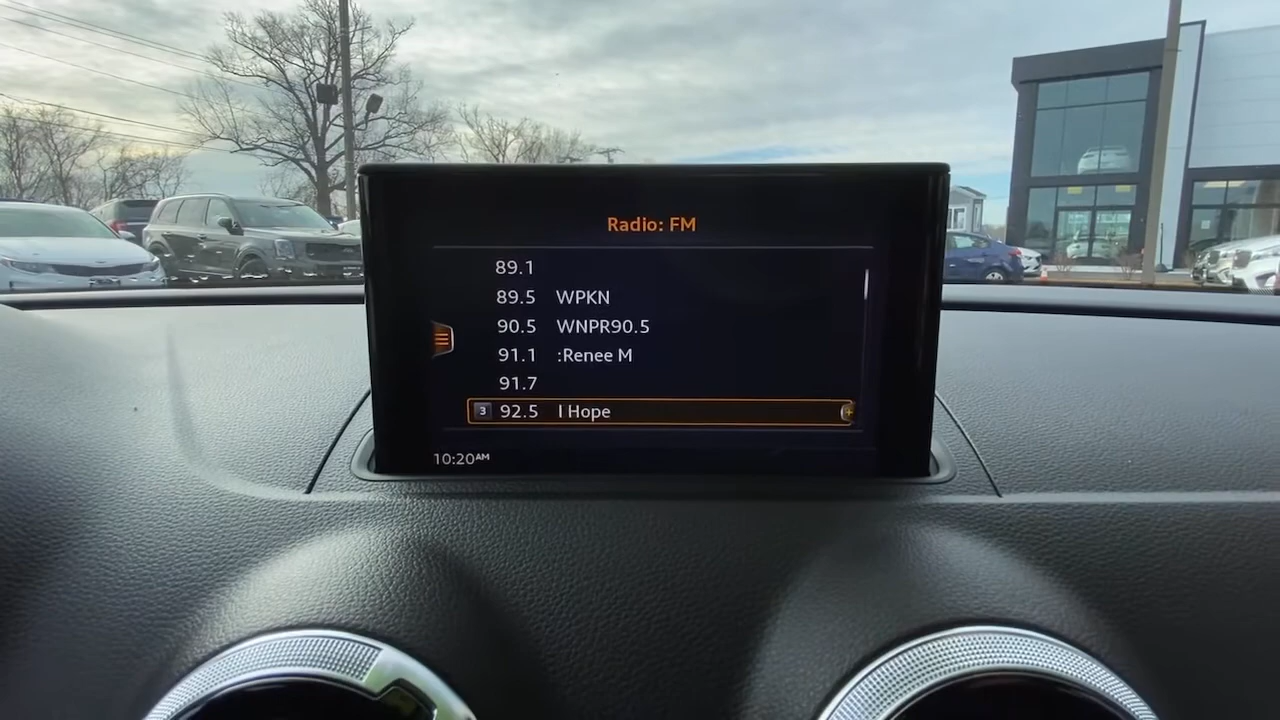 Radio: FM
89.1
89.5 WPKN
90.5 WNPR90.5
91.1 :Renee M
91.7
3 92.5 I Hope
10:20AM